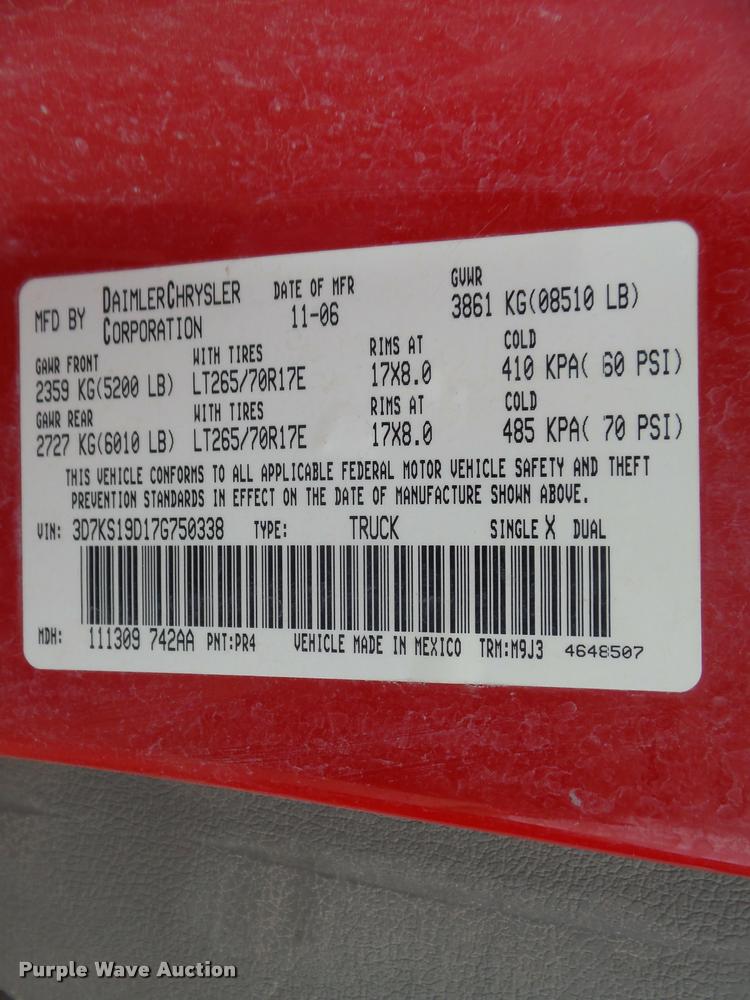 MFD BY DAIMLERCHRYSLER CORPORATION
DATE OF MFR 11-06
GVWR 3861 KG(08510 LB)
GAWR FRONT WITH TIRES RIMS AT COLD
2359 KG(5200 LB) LT265/70R17E 17X8.0 410 KPA( 60 PSI)
GAWR REAR WITH TIRES RIMS AT COLD
2727 KG(6010 LB) LT265/70R17E 17X8.0 485 KPA( 70 PSI)
THIS VEHICLE CONFORMS TO ALL APPLICABLE FEDERAL MOTOR VEHICLE SAFETY AND THEFT
PREVENTION STANDARDS IN EFFECT ON THE DATE OF MANUFACTURE SHOWN ABOVE.
VIN: 3D7KS19D17G750338 TYPE: TRUCK SINGLE X DUAL
MDH: 111309 742AA PNT:PR4 VEHICLE MADE IN MEXICO TRM:M9J3 4648507
Purple Wave Auction